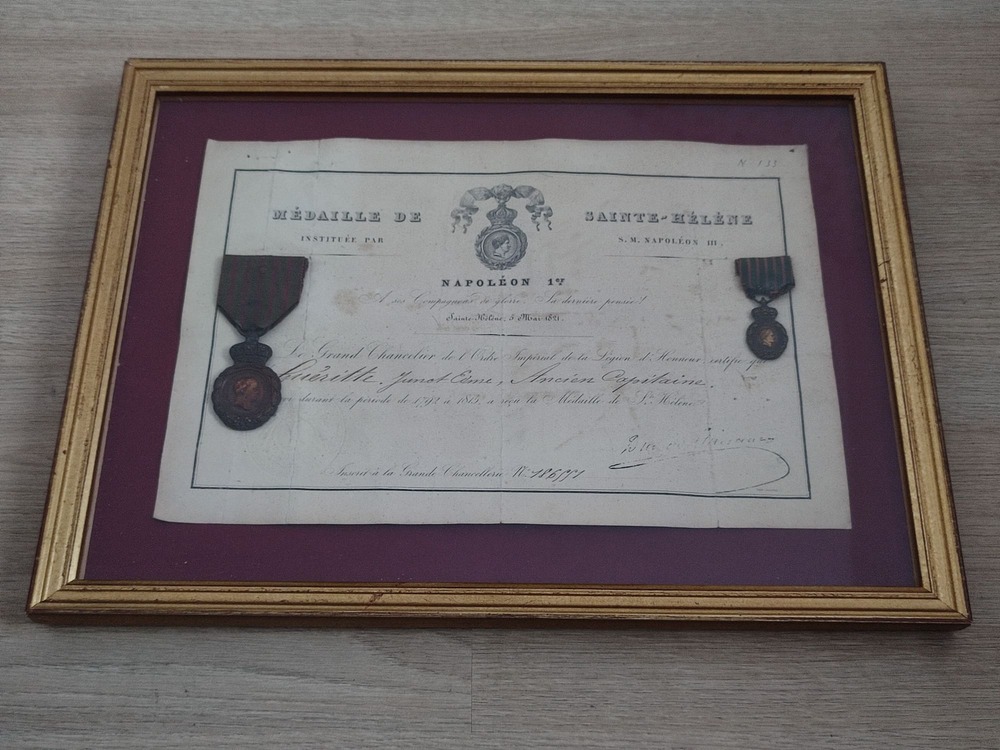 N. 133
MÉDAILLE DE SAINTE-HÉLÈNE
INSTITUÉE PAR S. M. NAPOLÉON III.
NAPOLÉON 1er
A ses Compagnons de gloire. Sa dernière pensée!
Sainte-Hélène, 5 Mai 1821.
Le Grand Chancelier de l'Ordre Impérial de la Légion d'Honneur, certifie q
Ancien Capitaine,
durant la période de 1792 à 1815, a reçu la Médaille de Ste Hélène.
Inscrit à la Grande Chancellerie No.